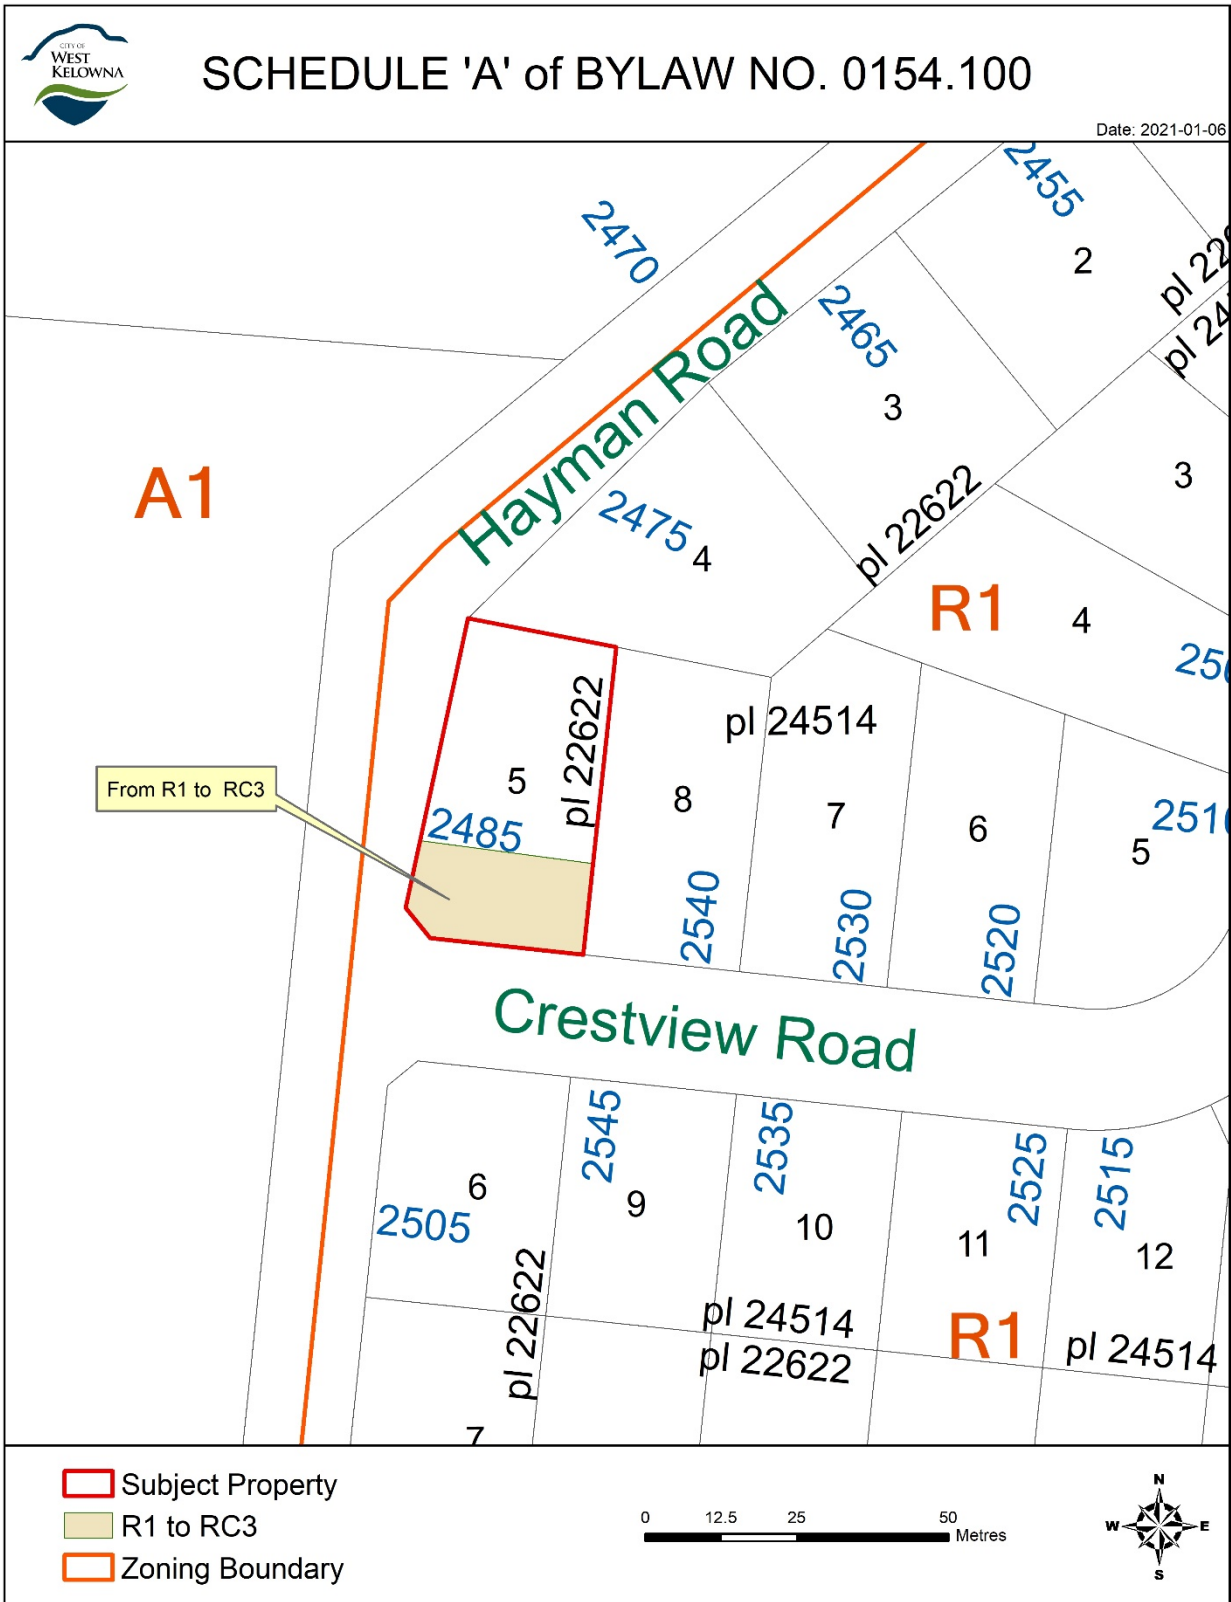 CITY OF
WEST
KELOWNA
SCHEDULE 'A' of BYLAW NO. 0154.100
Date: 2021-01-06
2455
2470
2
2465
Hayman Road
3
3
A1
2475
4
pl 22622
R1
4
pl 22622
pl 24514
5
8
7
6
5
From R1 to RC3
2485
2540
2530
2520
Crestview Road
2545
2535
2525
2515
6
9
10
11
12
2505
pl 22622
pl 24514
R1
pl 24514
pl 22622
7
Subject Property
R1 to RC3
Zoning Boundary
0 12.5 25 50
Metres
N
W E
S